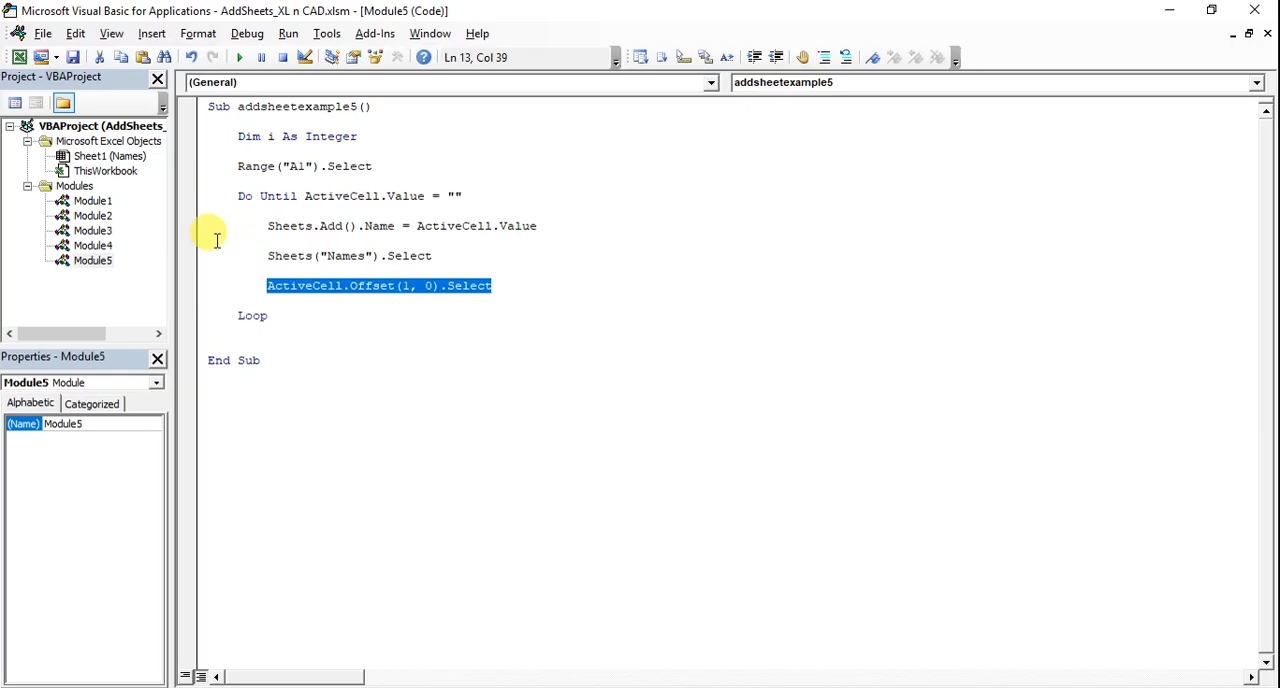 Microsoft Visual Basic for Applications - AddSheets_XL n CAD.xlsm - [Module5 (Code)]
File Edit View Insert Format Debug Run Tools Add-Ins Window Help
Ln 13, Col 39
Project - VBAProject
(General)
addsheetexample5
VBAProject (AddSheets_
Microsoft Excel Objects
Sheet1 (Names)
ThisWorkbook
Modules
Module1
Module2
Module3
Module4
Module5
Properties - Module5
Module5 Module
Alphabetic Categorized
(Name) Module5
Sub addsheetexample5()
Dim i As Integer
Range("A1").Select
Do Until ActiveCell.Value = ""
Sheets.Add().Name = ActiveCell.Value
Sheets("Names").Select
ActiveCell.Offset(1, 0).Select
Loop
End Sub